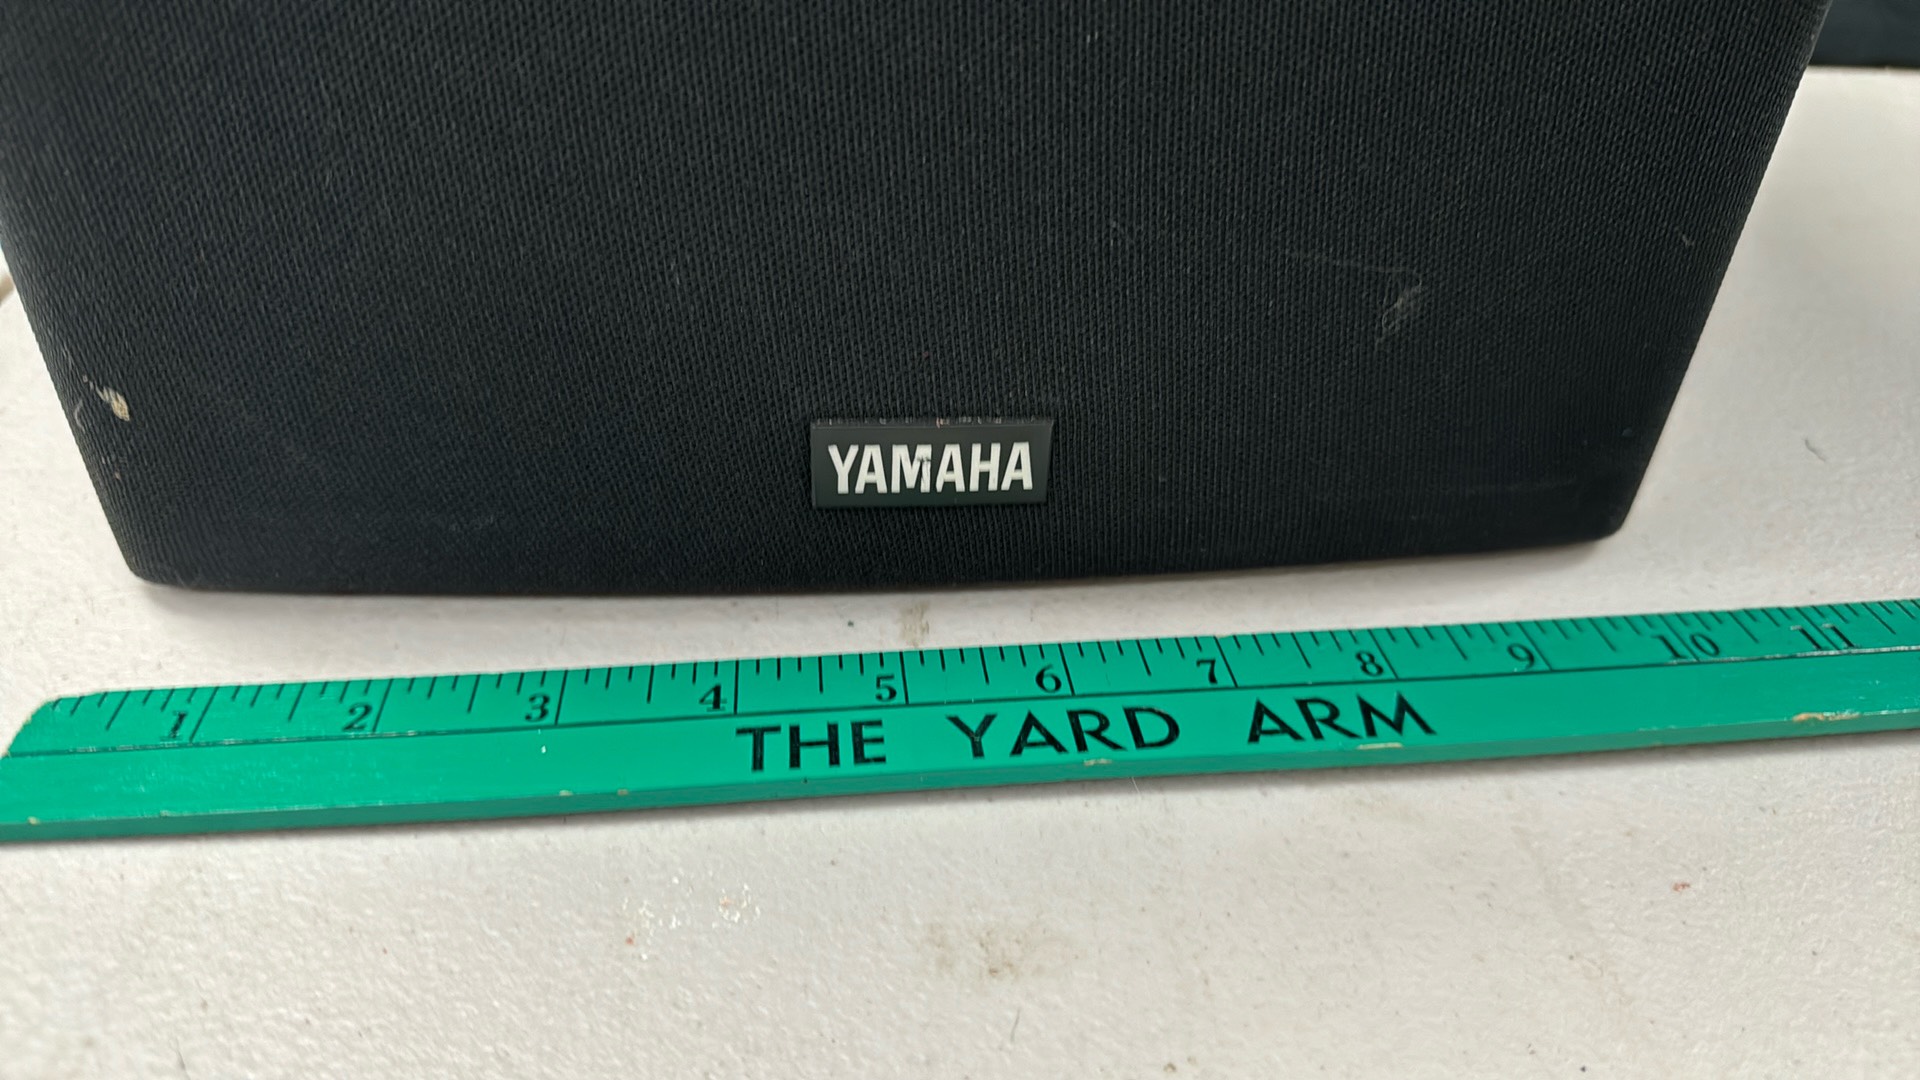 YAMAHA
1 2 3 4 5 6 7 8 9 10 11
THE YARD ARM